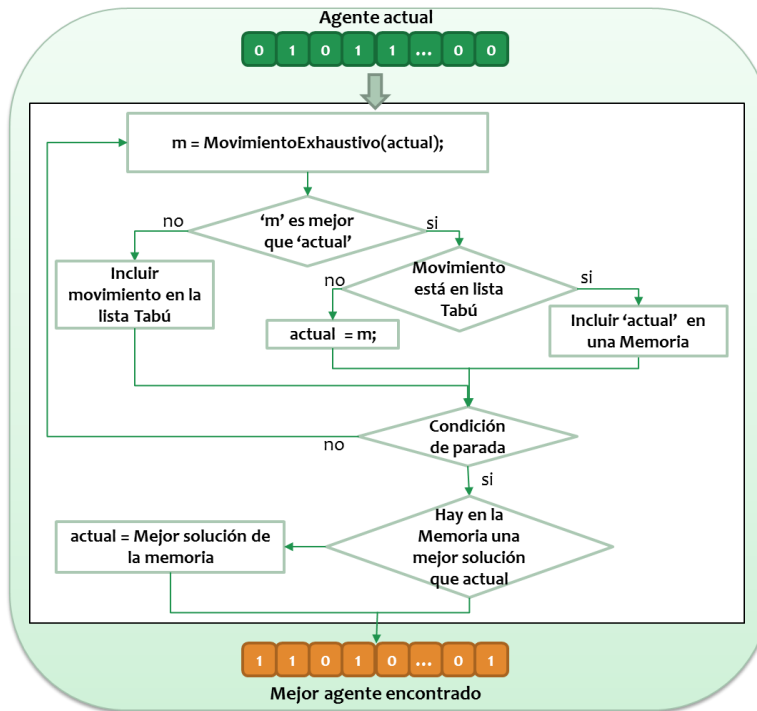 Agente actual
0 1 0 1 1 ... 0 0
m = MovimientoExhaustivo(actual);
no
‘m’ es mejor
que ‘actual’
si
Incluir
movimiento en la
lista Tabú
no
Movimiento
está en lista
Tabú
si
actual = m;
Incluir ‘actual’ en
una Memoria
Condición
de parada
no
si
actual = Mejor solución de
la memoria
Hay en la
Memoria una
mejor solución
que actual
1 1 0 1 0 ... 0 1
Mejor agente encontrado